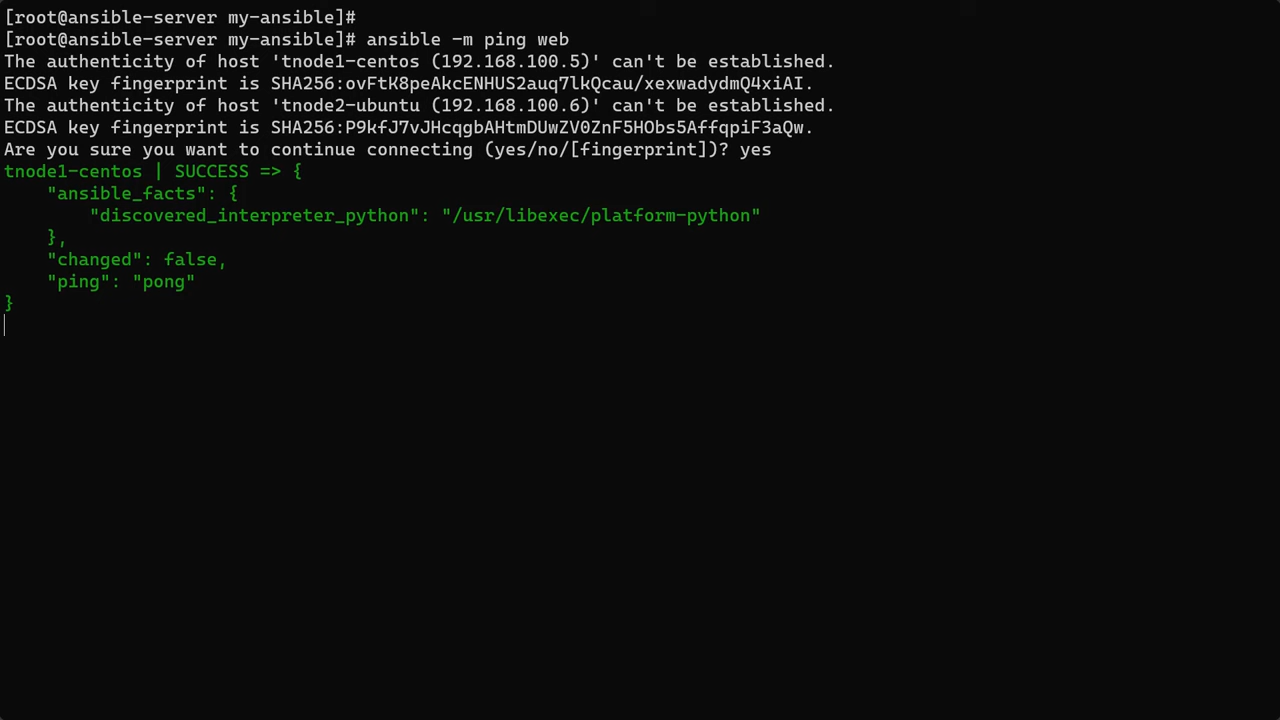 [root@ansible-server my-ansible]#
[root@ansible-server my-ansible]# ansible -m ping web
The authenticity of host 'tnode1-centos (192.168.100.5)' can't be established.
ECDSA key fingerprint is SHA256:ovFtK8peAkcENHUS2auq7lkQcau/xexwadydmQ4xiAI.
The authenticity of host 'tnode2-ubuntu (192.168.100.6)' can't be established.
ECDSA key fingerprint is SHA256:P9kfJ7vJHcqgbAHtmDUwZV0ZnF5HObs5AffqpiF3aQw.
Are you sure you want to continue connecting (yes/no/[fingerprint])? yes
tnode1-centos | SUCCESS => {
    "ansible_facts": {
        "discovered_interpreter_python": "/usr/libexec/platform-python"
    },
    "changed": false,
    "ping": "pong"
}